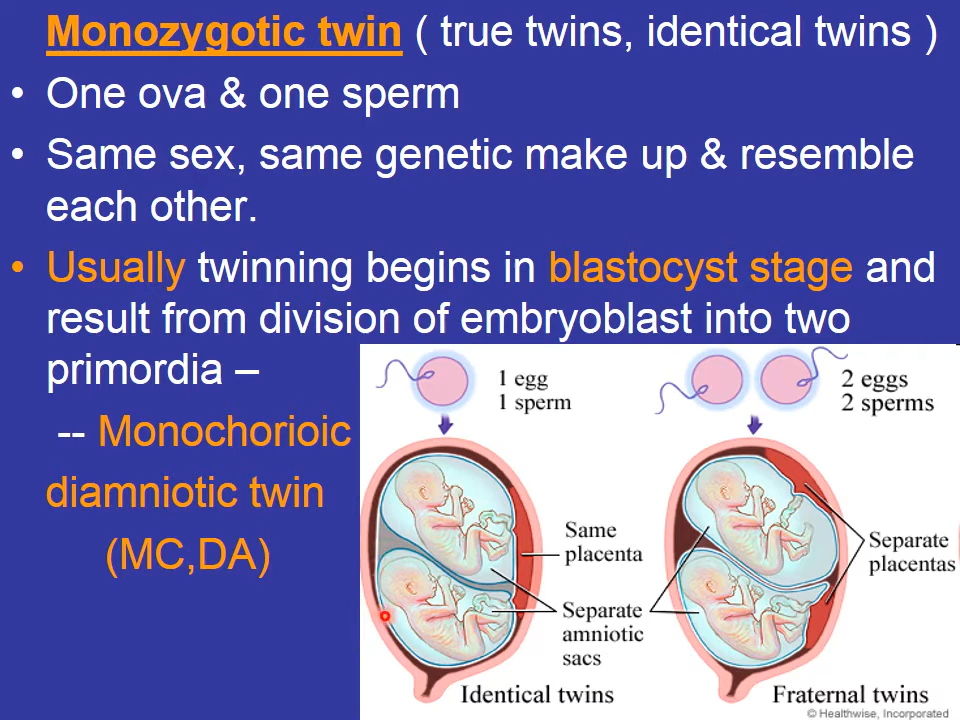 Monozygotic twin ( true twins, identical twins )
• One ova & one sperm
• Same sex, same genetic make up & resemble
each other.
• Usually twinning begins in blastocyst stage and
result from division of embryoblast into two
primordia –
-- Monochorioic
diamniotic twin
(MC,DA)
1 egg
1 sperm
2 eggs
2 sperms
Same
placenta
Separate
placentas
Separate
amniotic
sacs
Identical twins
Fraternal twins
© Healthwise, Incorporated